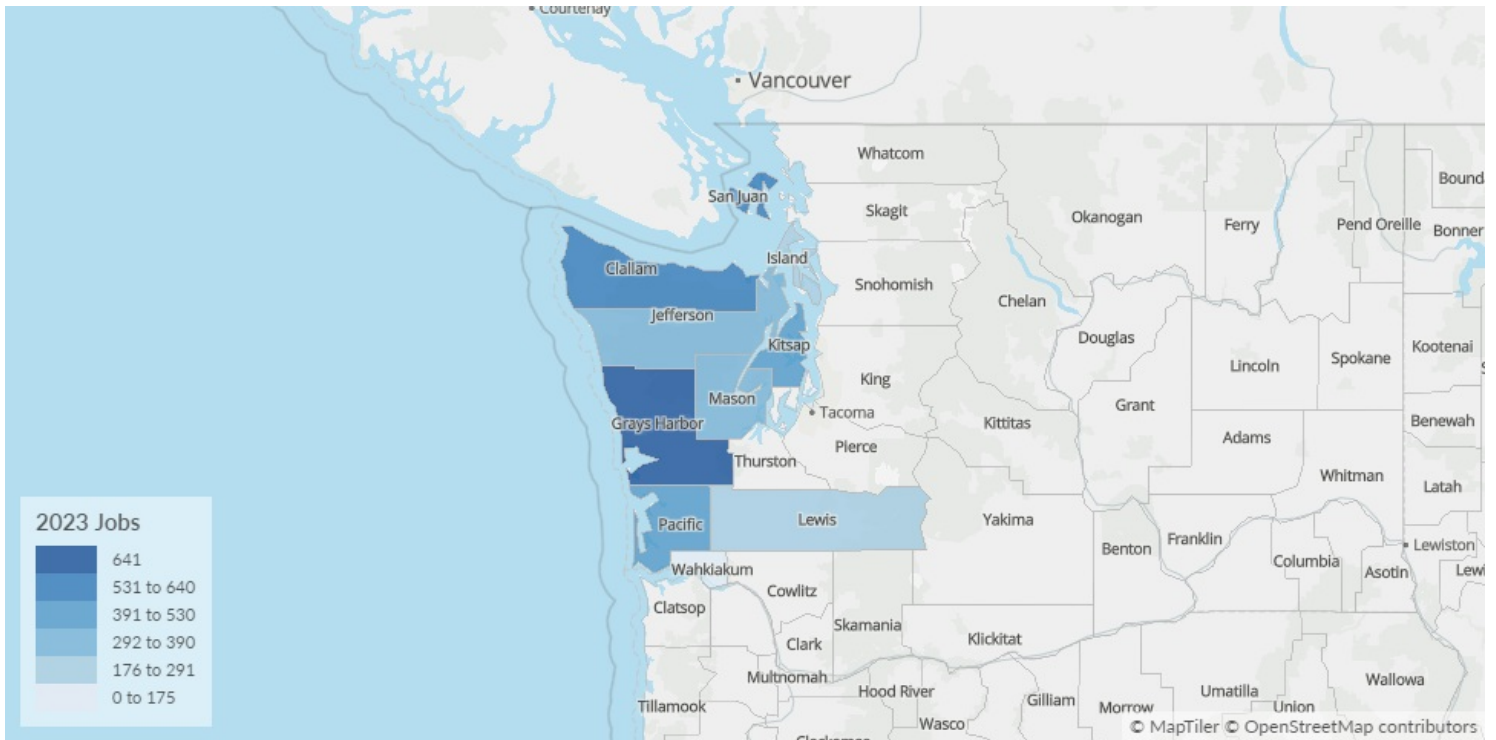 Courtenay
Vancouver
Whatcom
San Juan
Skagit
Okanogan
Ferry
Pend Oreille
Bonner
Island
Clallam
Snohomish
Chelan
Jefferson
Douglas
Kitsap
Lincoln
Spokane
Kootenai
King
Mason
Tacoma
Grant
Benewah
Grays Harbor
Kittitas
Adams
Pierce
Thurston
Whitman
Latah
2023 Jobs
641
531 to 640
391 to 530
292 to 390
176 to 291
0 to 175
Pacific
Lewis
Yakima
Franklin
Benton
Lewiston
Columbia
Asotin
Wahkiakum
Cowlitz
Clatsop
Skamania
Clark
Klickitat
Multnomah
Hood River
Gilliam
Umatilla
Wallowa
Tillamook
Wasco
Morrow
Union
© MapTiler © OpenStreetMap contributors